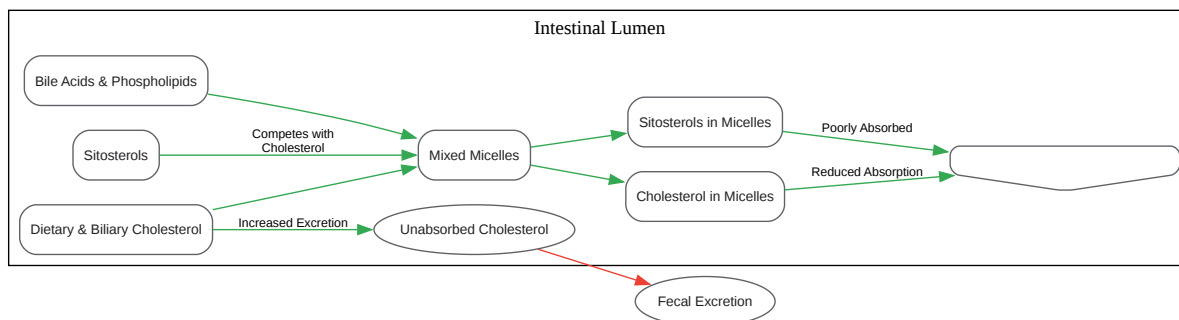 Intestinal Lumen
Bile Acids & Phospholipids
Sitosterols
Competes with
Cholesterol
Dietary & Biliary Cholesterol
Increased Excretion
Mixed Micelles
Unabsorbed Cholesterol
Sitosterols in Micelles
Cholesterol in Micelles
Poorly Absorbed
Reduced Absorption
Fecal Excretion